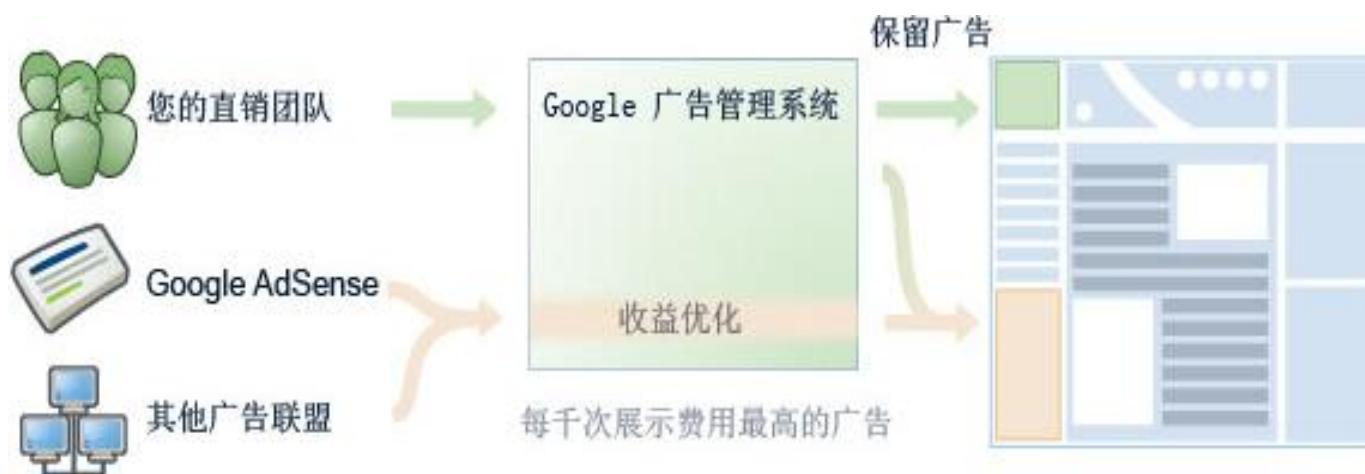 保留广告
您的直销团队
Google 广告管理系统
Google AdSense
收益优化
其他广告联盟
每千次展示费用最高的广告